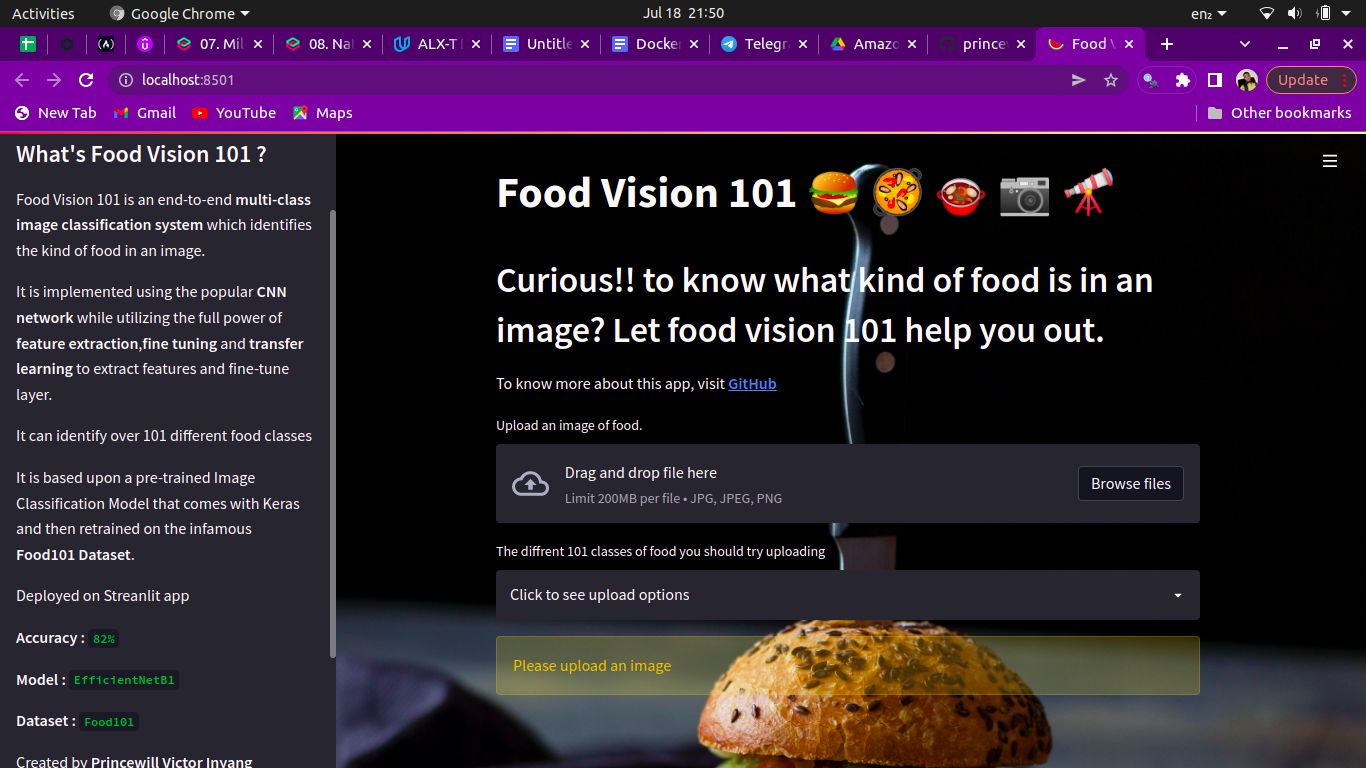 Activities
Google Chrome
Jul 18 21:50
en₂
07. Mil
08. Na
ALX-T
Untitle
Docker
Telegr
Amazo
prince
Food
localhost:8501
Update
New Tab
Gmail
YouTube
Maps
Other bookmarks
What's Food Vision 101 ?
Food Vision 101 is an end-to-end multi-class
image classification system which identifies
the kind of food in an image.
It is implemented using the popular CNN
network while utilizing the full power of
feature extraction,fine tuning and transfer
learning to extract features and fine-tune
layer.
It can identify over 101 different food classes
It is based upon a pre-trained Image
Classification Model that comes with Keras
and then retrained on the infamous
Food101 Dataset.
Deployed on Streanlit app
Accuracy : 82%
Model : EfficientNetB1
Dataset : Food101
Created by Princewill Victor Inyang
Food Vision 101
Curious!! to know what kind of food is in an
image? Let food vision 101 help you out.
To know more about this app, visit GitHub
Upload an image of food.
Drag and drop file here
Limit 200MB per file • JPG, JPEG, PNG
Browse files
The diffrent 101 classes of food you should try uploading
Click to see upload options
Please upload an image